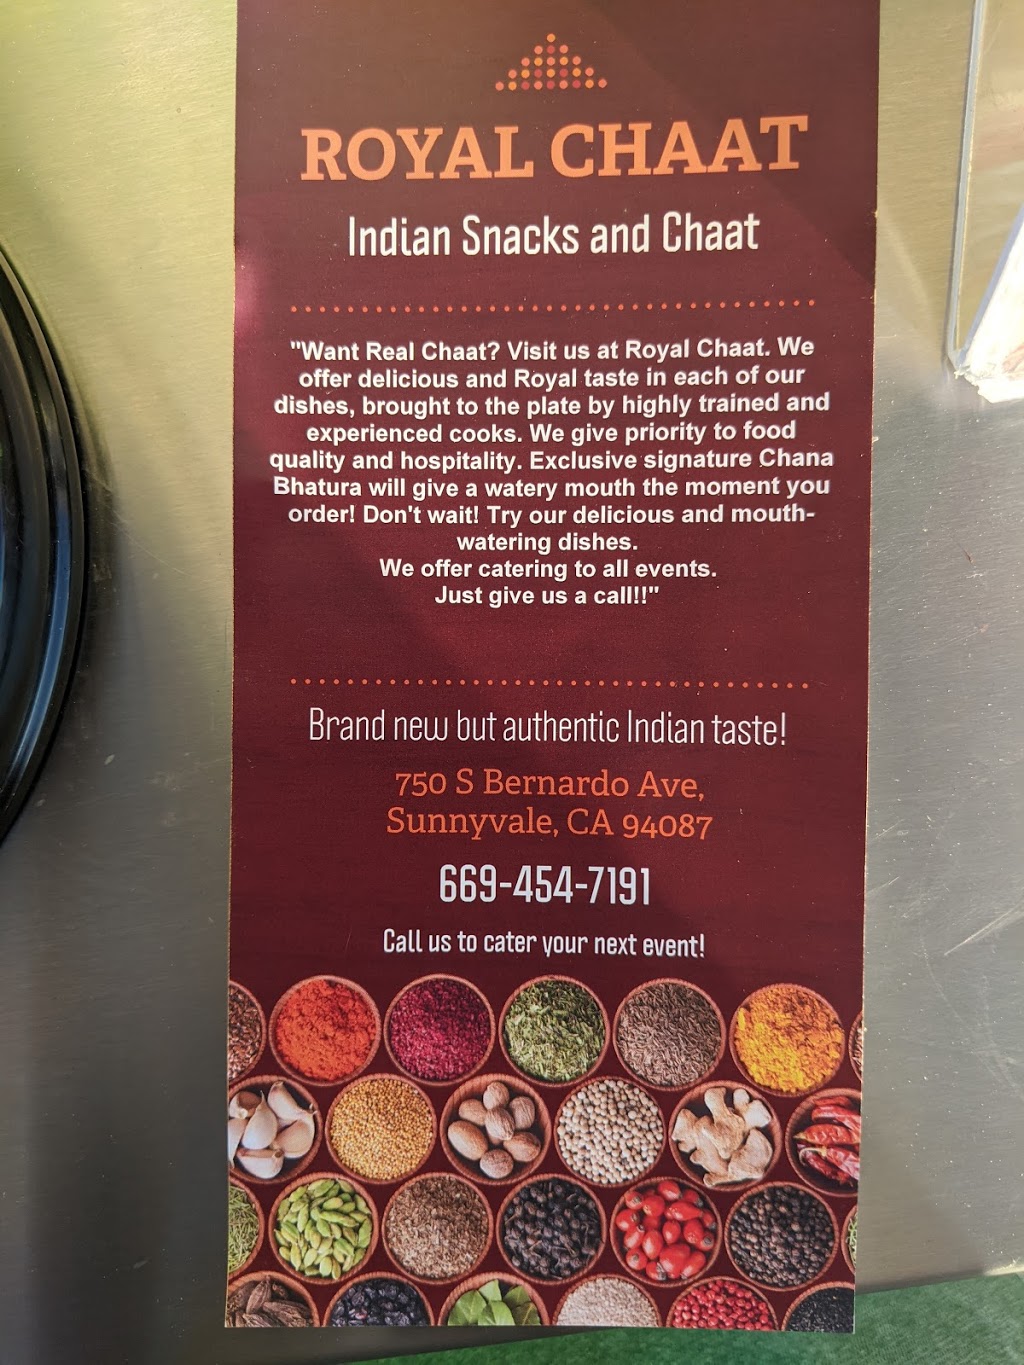 ROYAL CHAAT
Indian Snacks and Chaat
"Want Real Chaat? Visit us at Royal Chaat. We
offer delicious and Royal taste in each of our
dishes, brought to the plate by highly trained and
experienced cooks. We give priority to food
quality and hospitality. Exclusive signature Chana
Bhatura will give a watery mouth the moment you
order! Don't wait! Try our delicious and mouth-
watering dishes.
We offer catering to all events.
Just give us a call!!"
Brand new but authentic Indian taste!
750 S Bernardo Ave,
Sunnyvale, CA 94087
669-454-7191
Call us to cater your next event!